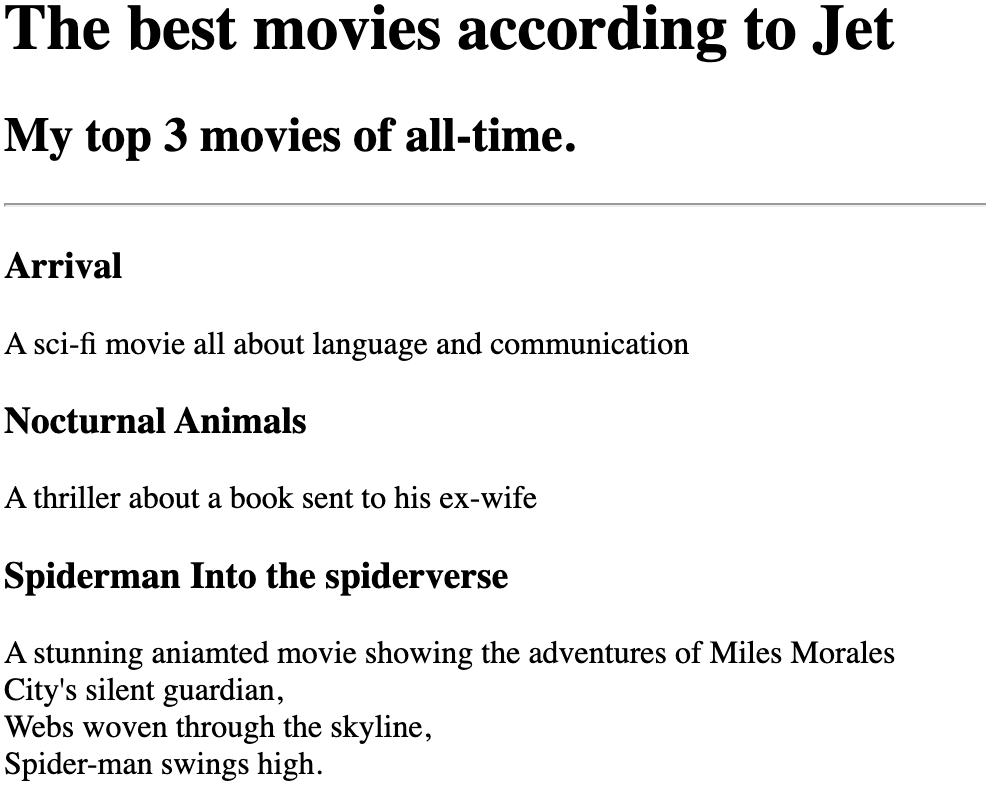 The best movies according to Jet
My top 3 movies of all-time.
Arrival
A sci-fi movie all about language and communication
Nocturnal Animals
A thriller about a book sent to his ex-wife
Spiderman Into the spiderverse
A stunning aniamted movie showing the adventures of Miles Morales
City's silent guardian,
Webs woven through the skyline,
Spider-man swings high.